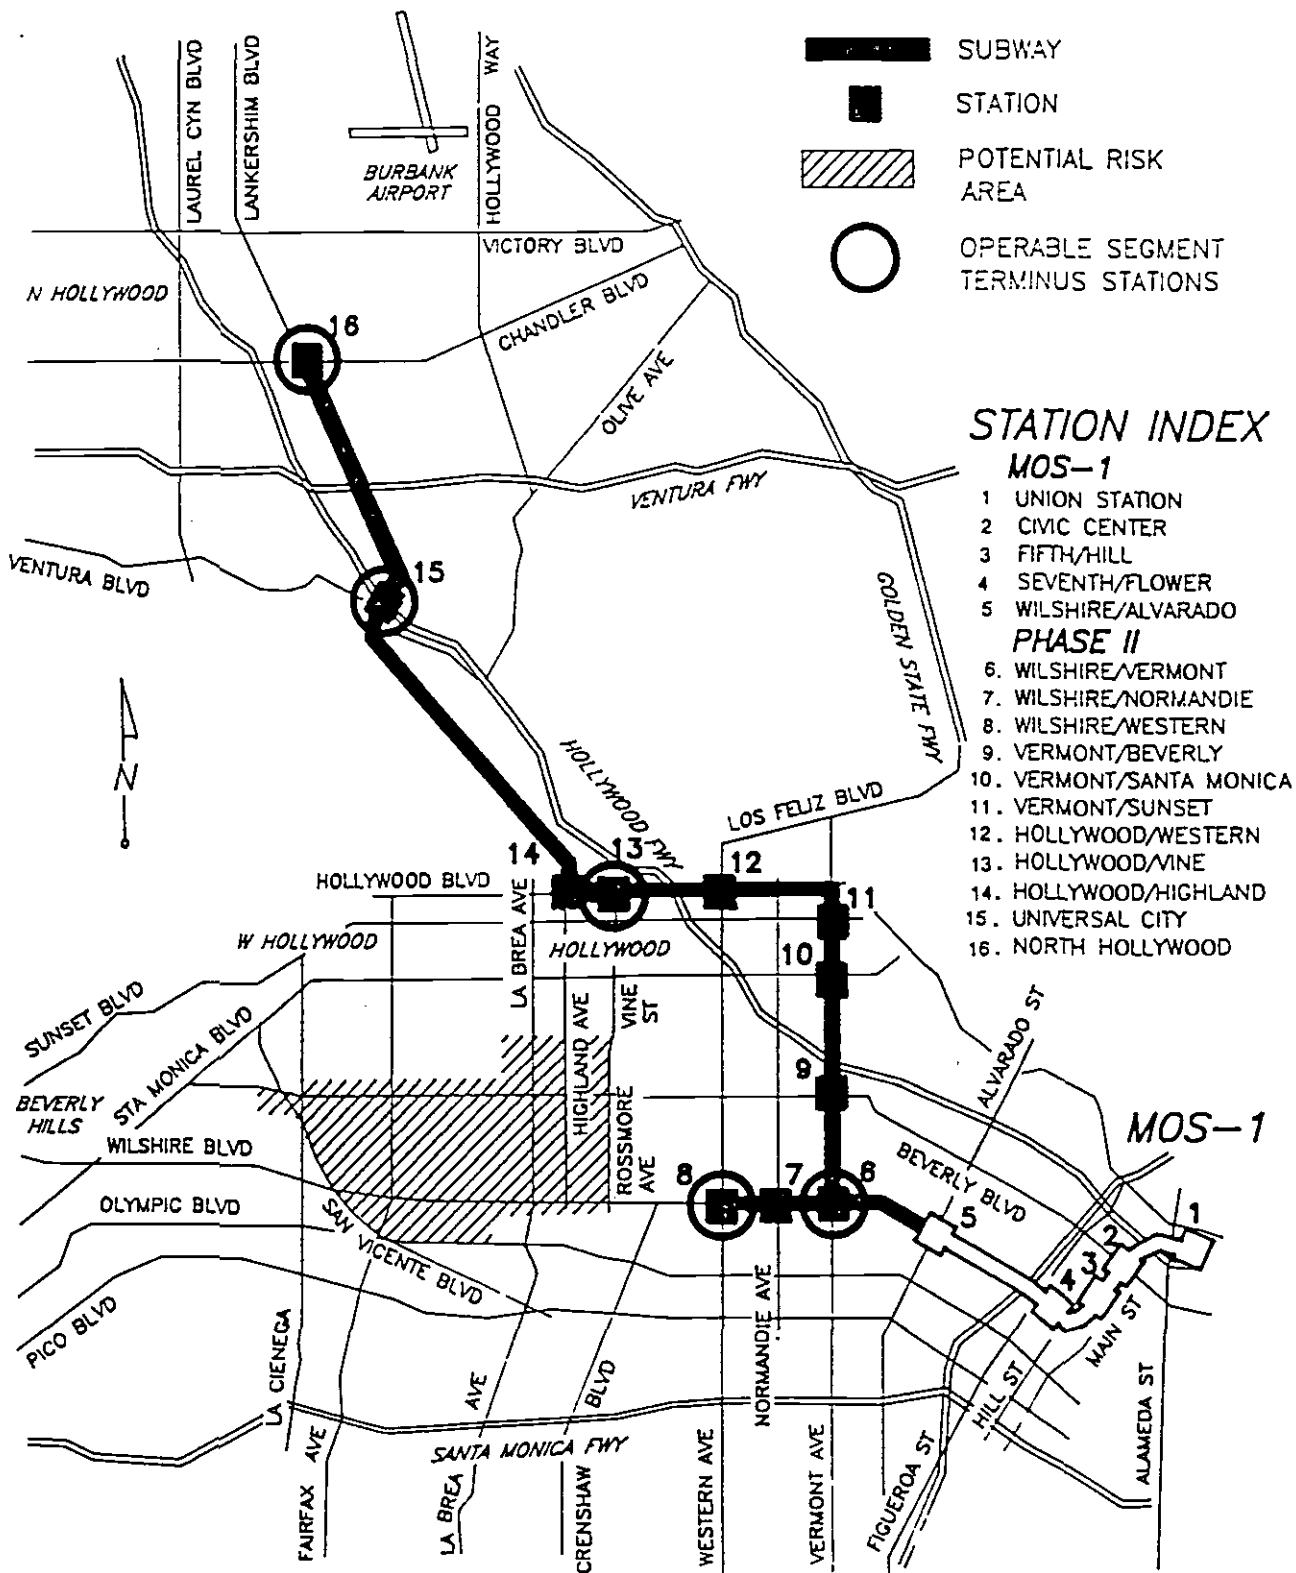 LAUREL CYN BLVD
LANKERSHIM BLVD
HOLLYWOOD WAY
BURBANK
AIRPORT
SUBWAY
STATION
POTENTIAL RISK
AREA
OPERABLE SEGMENT
TERMINUS STATIONS
VICTORY BLVD
N HOLLYWOOD
CHANDLER BLVD
16
OLIVE AVE
VENTURA FWY
VENTURA BLVD
15
GOLDEN STATE FWY
STATION INDEX
MOS-1
1 UNION STATION
2 CIVIC CENTER
3 FIFTH/HILL
4 SEVENTH/FLOWER
5 WILSHIRE/ALVARADO
PHASE II
6. WILSHIRE/VERMONT
7. WILSHIRE/NORMANDIE
8. WILSHIRE/WESTERN
9. VERMONT/BEVERLY
10. VERMONT/SANTA MONICA
11. VERMONT/SUNSET
12. HOLLYWOOD/WESTERN
13. HOLLYWOOD/VINE
14. HOLLYWOOD/HIGHLAND
15. UNIVERSAL CITY
16. NORTH HOLLYWOOD
N
HOLLYWOOD FWY
LOS FELIZ BLVD
14
13
12
11
10
9
HOLLYWOOD BLVD
LA BREA AVE
W HOLLYWOOD
HOLLYWOOD
SUNSET BLVD
STA MONICA BLVD
HIGHLAND AVE
VINE
ST
ALVARADO ST
BEVERLY
HILLS
WILSHIRE BLVD
ROSSMORE
AVE
8
7
6
BEVERLY BLVD
MOS-1
OLYMPIC BLVD
SAN VICENTE BLVD
5
4
3
2
1
PICO BLVD
LA CIENEGA
NORMANDIE AVE
MAIN ST
HILL ST
ALAMEDA ST
FAIRFAX AVE
SANTA MONICA FWY
LA BREA AVE
CRENSHAW BLVD
WESTERN AVE
VERMONT AVE
FIGUEROA ST